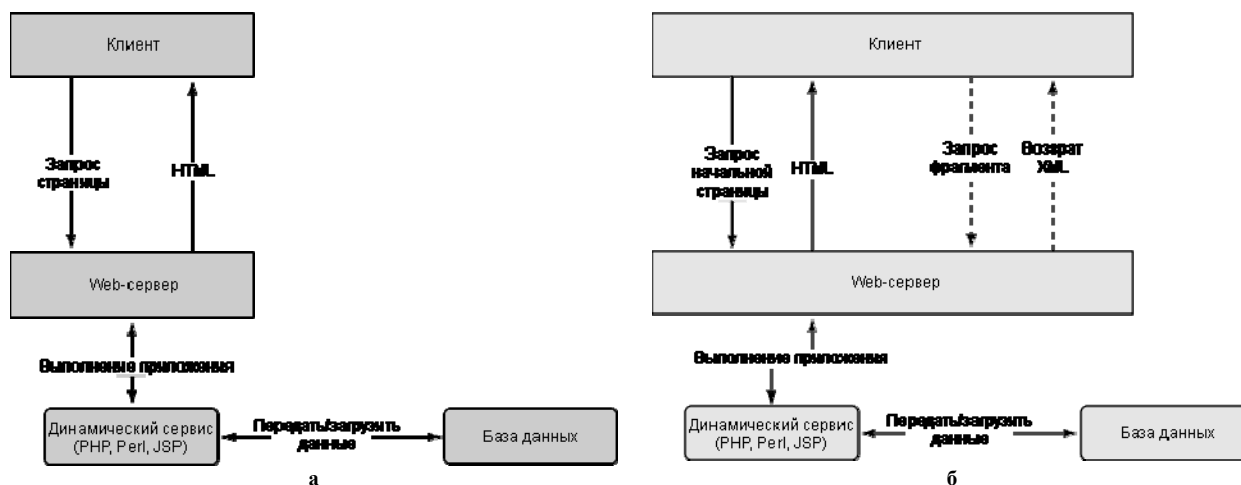 Клиент
Запрос
страницы
HTML
Web-сервер
Выполнение приложения
Динамический сервис
(PHP, Perl, JSP)
Передать/загрузить
данные
База данных
а
Клиент
Запрос
начальной
страницы
HTML
Запрос
фрагмента
Возврат
XML
Web-сервер
Выполнение приложения
Динамический сервис
(PHP, Perl, JSP)
Передать/загрузить
данные
База данных
б